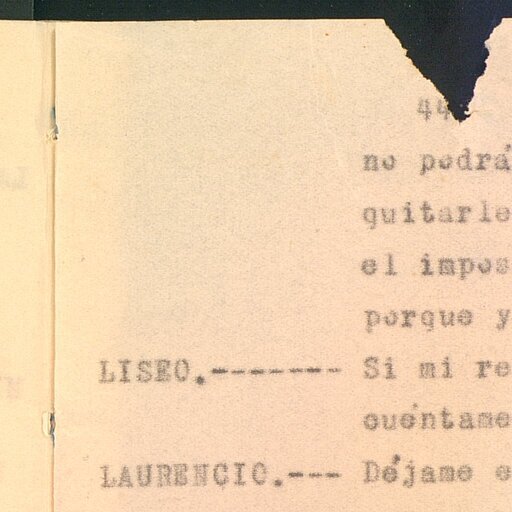 44
no podrá
quitarle
el impos
porque y
LISEO.------- Si mi re
cuéntame
LAURENCIO.--- Déjame e